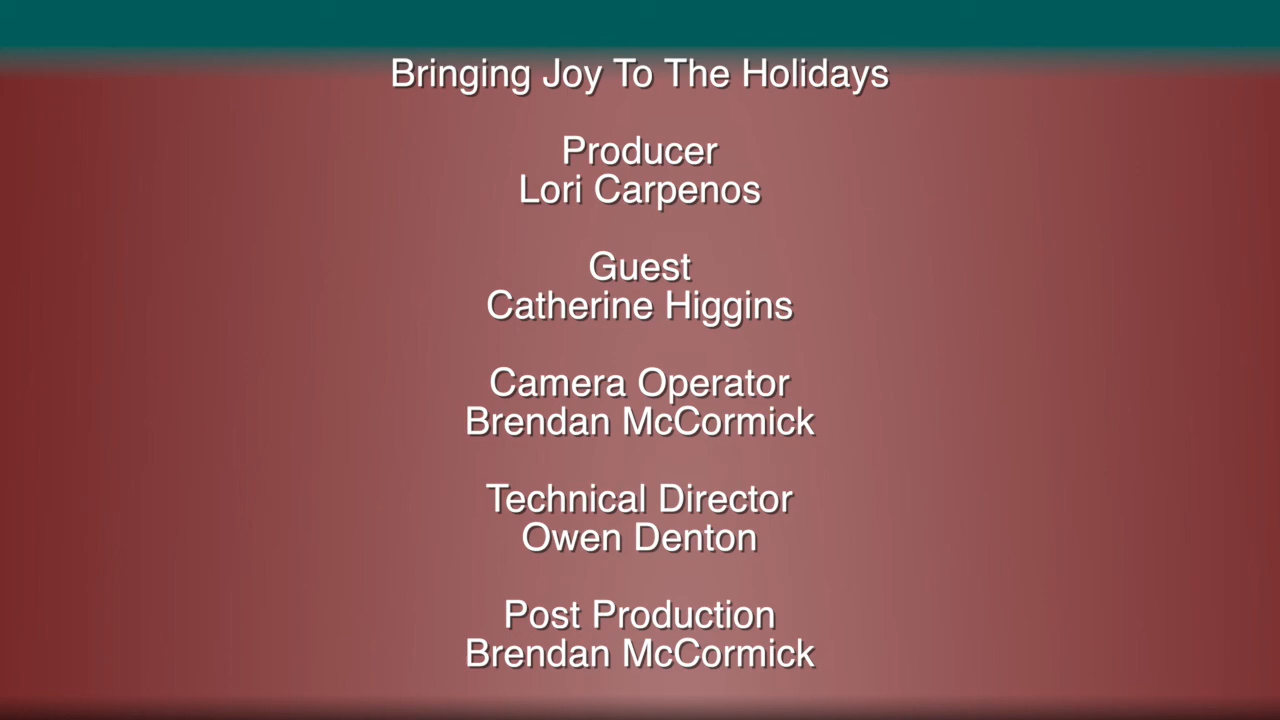 Bringing Joy To The Holidays
Producer
Lori Carpenos
Guest
Catherine Higgins
Camera Operator
Brendan McCormick
Technical Director
Owen Denton
Post Production
Brendan McCormick